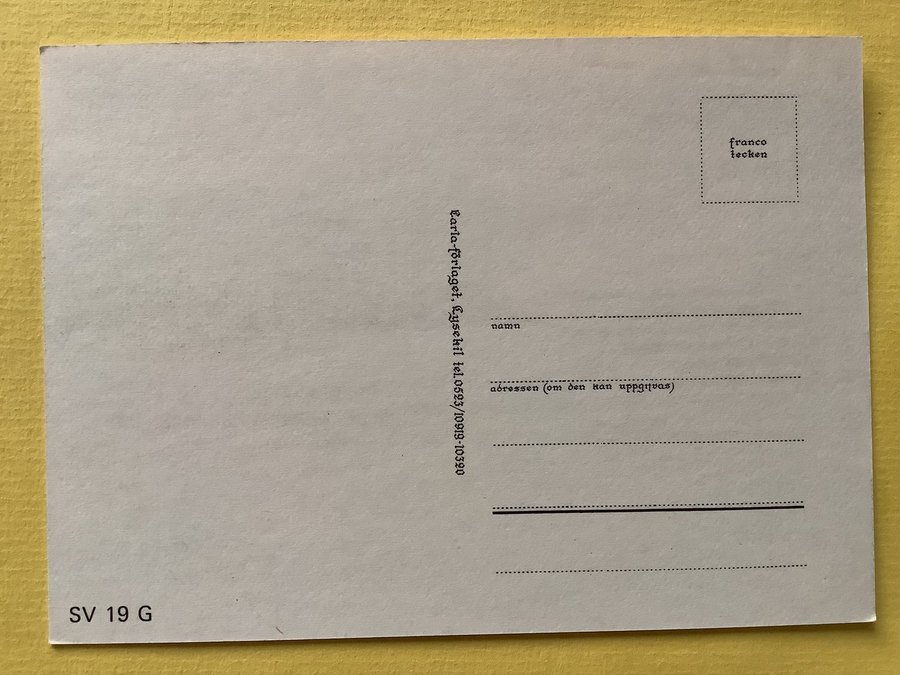 franco
tecken
Carla-förlaget, Lysekil tel.0523/10919-10320
namn
adressen (om den kan uppgivas)
SV 19 G